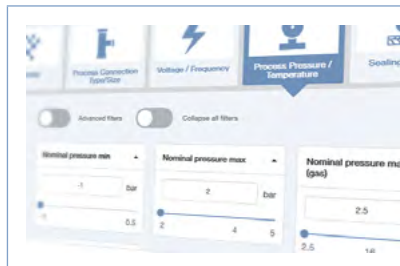 Process Connection
Type/Size
Voltage / Frequency
Process Pressure /
Temperature
Sealing
Advanced filters
Collapse all filters
Nominal pressure min
Nominal pressure max
Nominal pressure ma
(gas)
-1
bar
2
bar
2.5
-1
0.5
2
4
5
2.5
16